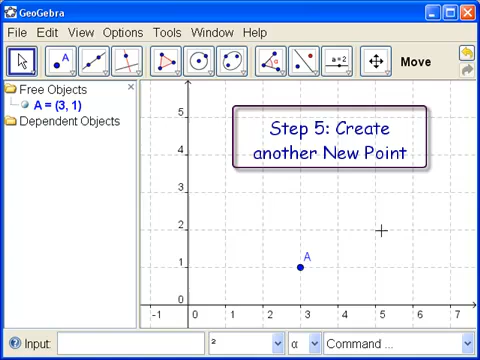 GeoGebra
File Edit View Options Tools Window Help
A a=2 Move
Free Objects
A = (3, 1)
Dependent Objects
Step 5: Create
another New Point
5
4
3
2
1
0
A
-1 0 1 2 3 4 5 6 7
Input: ² α Command ...